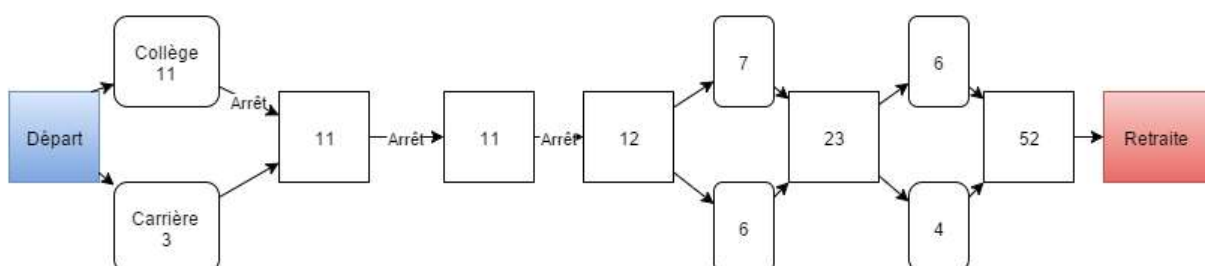 Départ
Collège
11
Carrière
3
Arrêt
11
Arrêt
11
Arrêt
12
7
6
23
6
4
52
Retraite